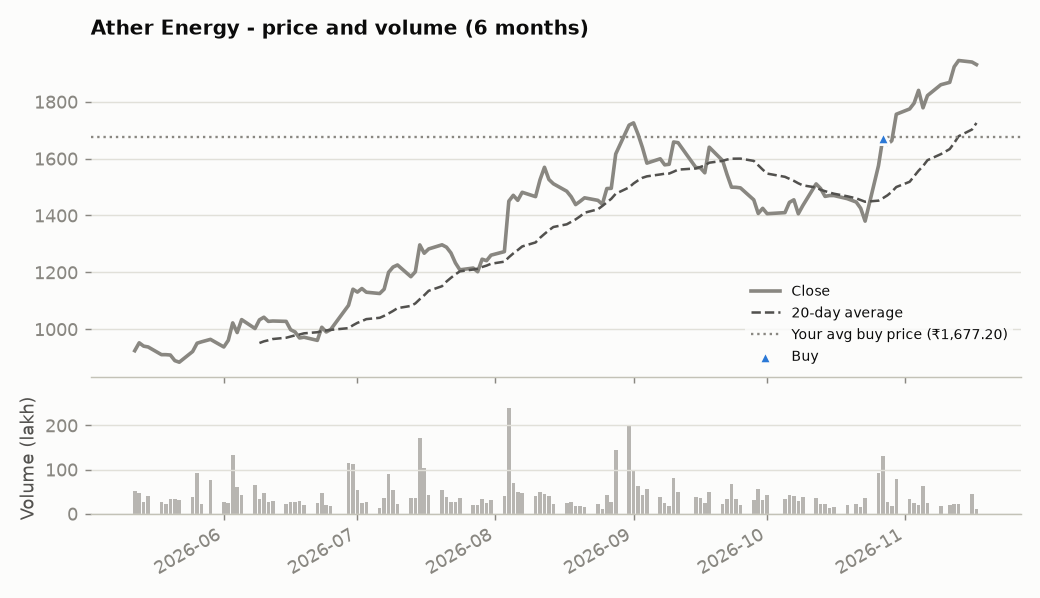 Ather Energy - price and volume (6 months)
1800
1600
1400
1200
1000
Close
20-day average
Your avg buy price (₹1,677.20)
Buy
Volume (lakh)
200
100
0
2026-06
2026-07
2026-08
2026-09
2026-10
2026-11